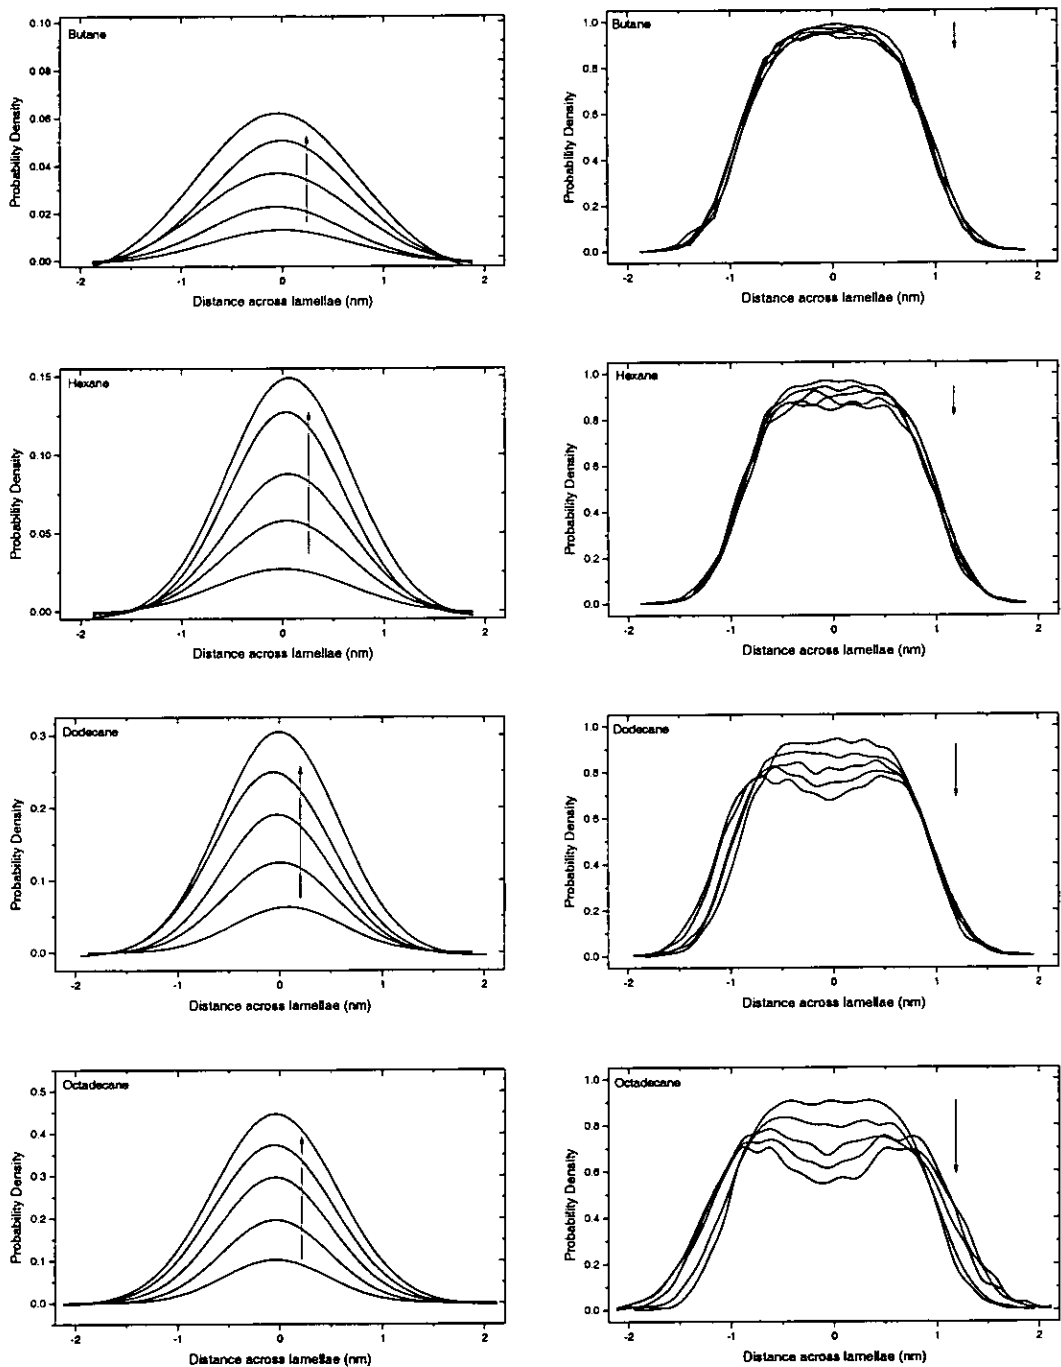 Butane
0.10
0.08
0.06
0.04
0.02
0.00
Probability Density
-2 -1 0 1 2
Distance across lamellae (nm)
Butane
1.0
0.8
0.6
0.4
0.2
0.0
Probability Density
-2 -1 0 1 2
Distance across lamellae (nm)
Hexane
0.15
0.10
0.05
0.00
Probability Density
-2 -1 0 1 2
Distance across lamellae (nm)
Hexane
1.0
0.8
0.6
0.4
0.2
0.0
Probability Density
-2 -1 0 1 2
Distance across lamellae (nm)
Dodecane
0.3
0.2
0.1
0.0
Probability Density
-2 -1 0 1 2
Distance across lamellae (nm)
Dodecane
1.0
0.8
0.6
0.4
0.2
0.0
Probability Density
-2 -1 0 1 2
Distance across lamellae (nm)
Octadecane
0.5
0.4
0.3
0.2
0.1
0.0
Probability Density
-2 -1 0 1 2
Distance across lamellae (nm)
Octadecane
1.0
0.8
0.6
0.4
0.2
0.0
Probability Density
-2 -1 0 1 2
Distance across lamellae (nm)